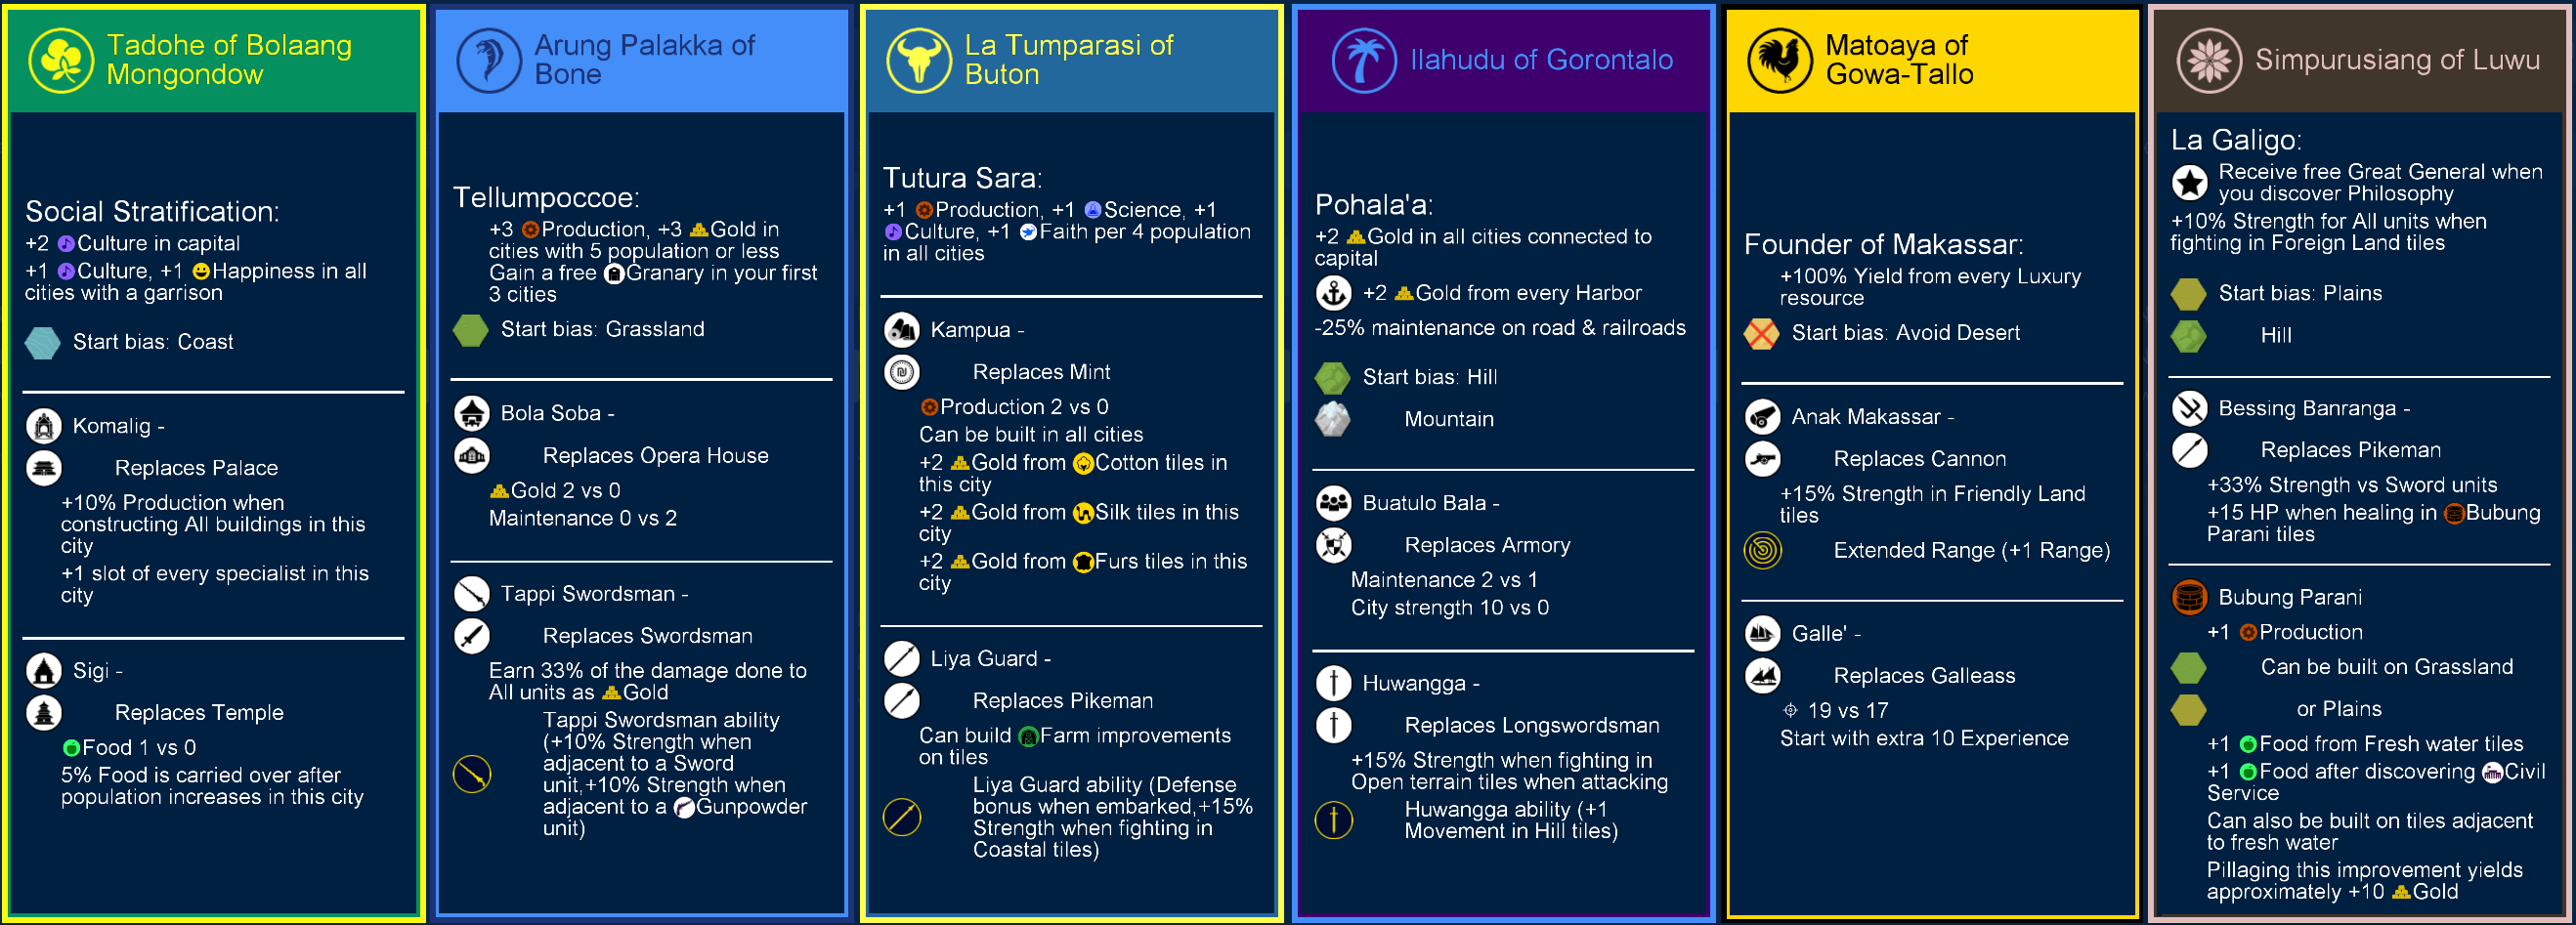 Tadohe of Bolaang
Mongondow
Social Stratification:
+2 Culture in capital
+1 Culture, +1 Happiness in all
cities with a garrison
Start bias: Coast
Komalig -
Replaces Palace
+10% Production when
constructing All buildings in this
city
+1 slot of every specialist in this
city
Sigi -
Replaces Temple
Food 1 vs 0
5% Food is carried over after
population increases in this city
Arung Palakka of
Bone
Tellumpoccoe:
+3 Production, +3 Gold in
cities with 5 population or less
Gain a free Granary in your first
3 cities
Start bias: Grassland
Bola Soba -
Replaces Opera House
Gold 2 vs 0
Maintenance 0 vs 2
Tappi Swordsman -
Replaces Swordsman
Earn 33% of the damage done to
All units as Gold
Tappi Swordsman ability
(+10% Strength when
adjacent to a Sword
unit,+10% Strength when
adjacent to a Gunpowder
unit)
La Tumparasi of
Buton
Tutura Sara:
+1 Production, +1 Science, +1
Culture, +1 Faith per 4 population
in all cities
Kampua -
Replaces Mint
Production 2 vs 0
Can be built in all cities
+2 Gold from Cotton tiles in
this city
+2 Gold from Silk tiles in this
city
+2 Gold from Furs tiles in this
city
Liya Guard -
Replaces Pikeman
Can build Farm improvements
on tiles
Liya Guard ability (Defense
bonus when embarked,+15%
Strength when fighting in
Coastal tiles)
Ilahudu of Gorontalo
Pohala'a:
+2 Gold in all cities connected to
capital
+2 Gold from every Harbor
-25% maintenance on road & railroads
Start bias: Hill
Mountain
Buatulo Bala -
Replaces Armory
Maintenance 2 vs 1
City strength 10 vs 0
Huwangga -
Replaces Longswordsman
+15% Strength when fighting in
Open terrain tiles when attacking
Huwangga ability (+1
Movement in Hill tiles)
Matoaya of
Gowa-Tallo
Founder of Makassar:
+100% Yield from every Luxury
resource
Start bias: Avoid Desert
Anak Makassar -
Replaces Cannon
+15% Strength in Friendly Land
tiles
Extended Range (+1 Range)
Galle' -
Replaces Galleass
19 vs 17
Start with extra 10 Experience
Simpurusiang of Luwu
La Galigo:
Receive free Great General when
you discover Philosophy
+10% Strength for All units when
fighting in Foreign Land tiles
Start bias: Plains
Hill
Bessing Banranga -
Replaces Pikeman
+33% Strength vs Sword units
+15 HP when healing in Bubung
Parani tiles
Bubung Parani
+1 Production
Can be built on Grassland
or Plains
+1 Food from Fresh water tiles
+1 Food after discovering Civil
Service
Can also be built on tiles adjacent
to fresh water
Pillaging this improvement yields
approximately +10 Gold